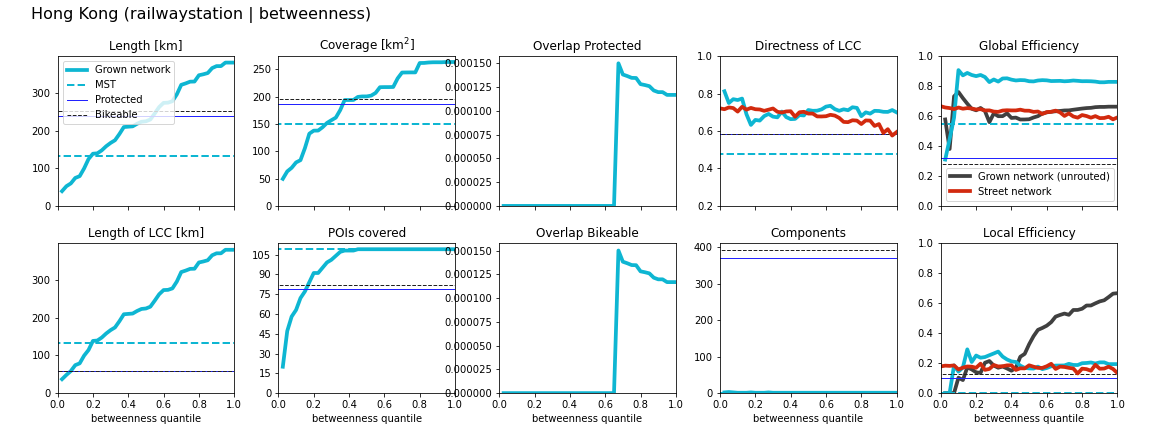 Hong Kong (railwaystation | betweenness)
Length [km]
Coverage [km²]
Overlap Protected
Directness of LCC
Global Efficiency
Grown network
MST
Protected
Bikeable
300
200
100
0
250
200
150
100
50
0
0.000150
0.000125
0.000100
0.000075
0.000050
0.000025
0.000000
1.0
0.8
0.6
0.4
0.2
1.0
0.8
0.6
0.4
0.2
0.0
Grown network (unrouted)
Street network
Length of LCC [km]
POIs covered
Overlap Bikeable
Components
Local Efficiency
300
200
100
0
105
90
75
60
45
30
15
0
0.000150
0.000125
0.000100
0.000075
0.000050
0.000025
0.000000
400
300
200
100
0
1.0
0.8
0.6
0.4
0.2
0.0
0.0 0.2 0.4 0.6 0.8 1.0
0.0 0.2 0.4 0.6 0.8 1.0
0.0 0.2 0.4 0.6 0.8 1.0
0.0 0.2 0.4 0.6 0.8 1.0
0.0 0.2 0.4 0.6 0.8 1.0
betweenness quantile
betweenness quantile
betweenness quantile
betweenness quantile
betweenness quantile